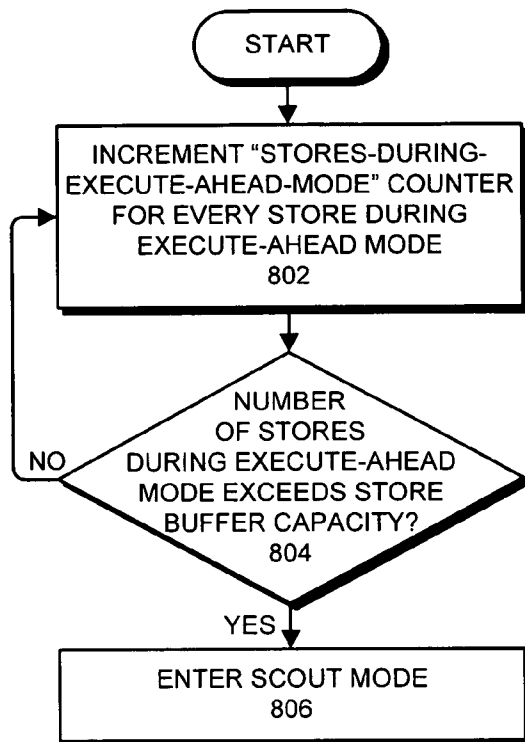 START
INCREMENT “STORES-DURING-
EXECUTE-AHEAD-MODE” COUNTER
FOR EVERY STORE DURING
EXECUTE-AHEAD MODE
802
NUMBER
OF STORES
DURING EXECUTE-AHEAD
MODE EXCEEDS STORE
BUFFER CAPACITY?
804
NO
YES
ENTER SCOUT MODE
806